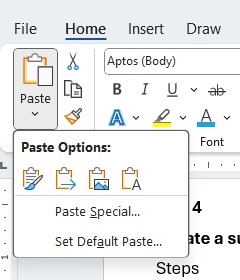 File Home Insert Draw
Paste
Aptos (Body)
B I U ab
A
Font
Paste Options:
A
Paste Special...
Set Default Paste...
4
ate a su
Steps